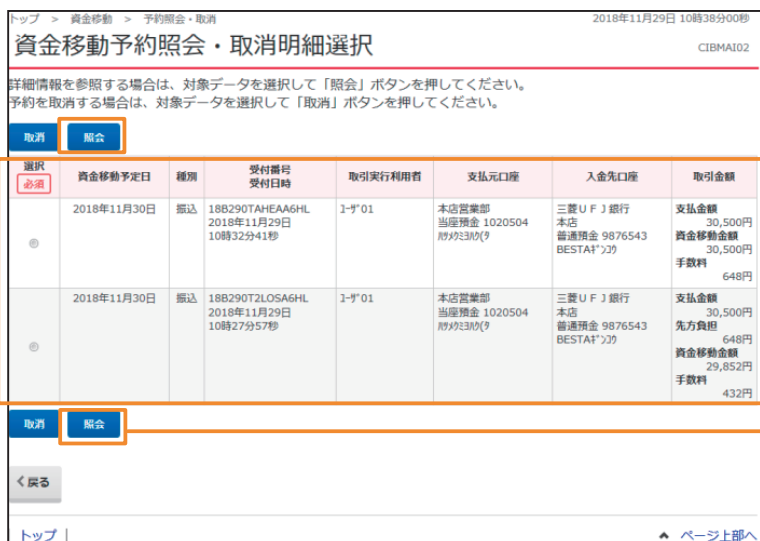 トップ > 資金移動 > 予約照会・取消
2018年11月29日 10時38分00秒
資金移動予約照会・取消明細選択
CIBMAI02
詳細情報を参照する場合は、対象データを選択して「照会」ボタンを押してください。
予約を取消する場合は、対象データを選択して「取消」ボタンを押してください。
取消 照会
選択 必須 資金移動予定日 種別 受付番号 受付日時 取引実行利用者 支払元口座 入金先口座 取引金額
2018年11月30日 振込 18B290TAHEAA6HL ﾕｰｻﾞ01 本店営業部 三菱UFJ銀行 支払金額
2018年11月29日 当座預金 1020504 本店 30,500円
10時32分41秒 普通預金 9876543 資金移動金額
BESTAｷﾞﾝｺｳ 30,500円
手数料
648円
2018年11月30日 振込 18B290T2LOSA6HL ﾕｰｻﾞ01 本店営業部 三菱UFJ銀行 支払金額
2018年11月29日 当座預金 1020504 本店 30,500円
10時27分57秒 普通預金 9876543 先方負担
BESTAｷﾞﾝｺｳ 648円
資金移動金額
29,852円
手数料
432円
取消 照会
戻る
トップ
ページ上部へ